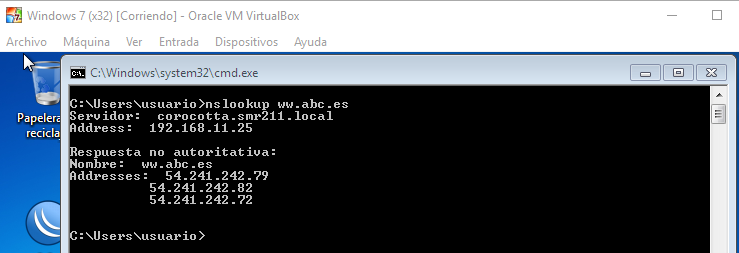 Windows 7 (x32) [Corriendo] - Oracle VM VirtualBox
Archivo Máquina Ver Entrada Dispositivos Ayuda
C:\Windows\system32\cmd.exe
Papelera
recicla
C:\Users\usuario>nslookup ww.abc.es
Servidor:  corocotta.smr211.local
Address:  192.168.11.25
Respuesta no autoritativa:
Nombre:  ww.abc.es
Addresses:  54.241.242.79
54.241.242.82
54.241.242.72
C:\Users\usuario>